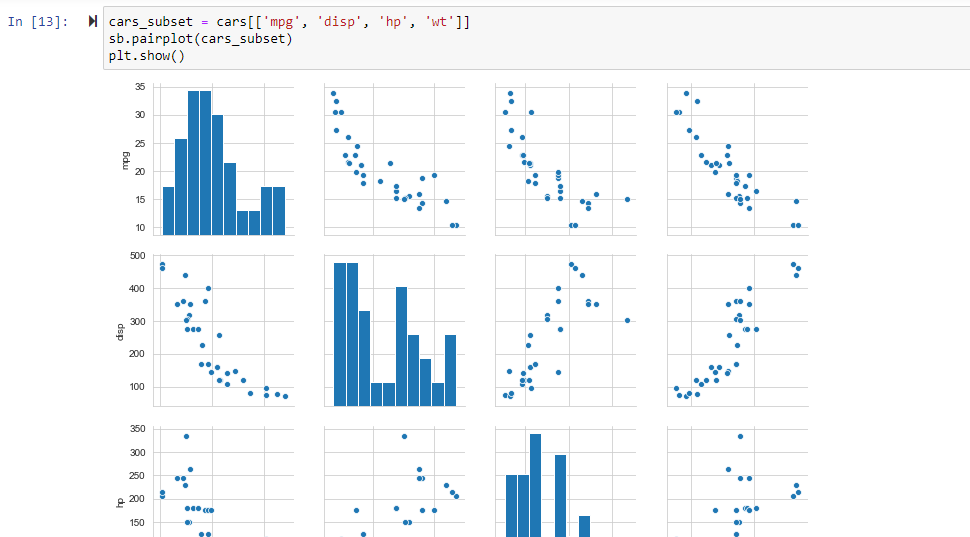 In [13]:
cars_subset = cars[['mpg', 'disp', 'hp', 'wt']]
sb.pairplot(cars_subset)
plt.show()
35
30
25
20
15
10
mpg
500
400
300
200
100
disp
350
300
250
200
150
hp